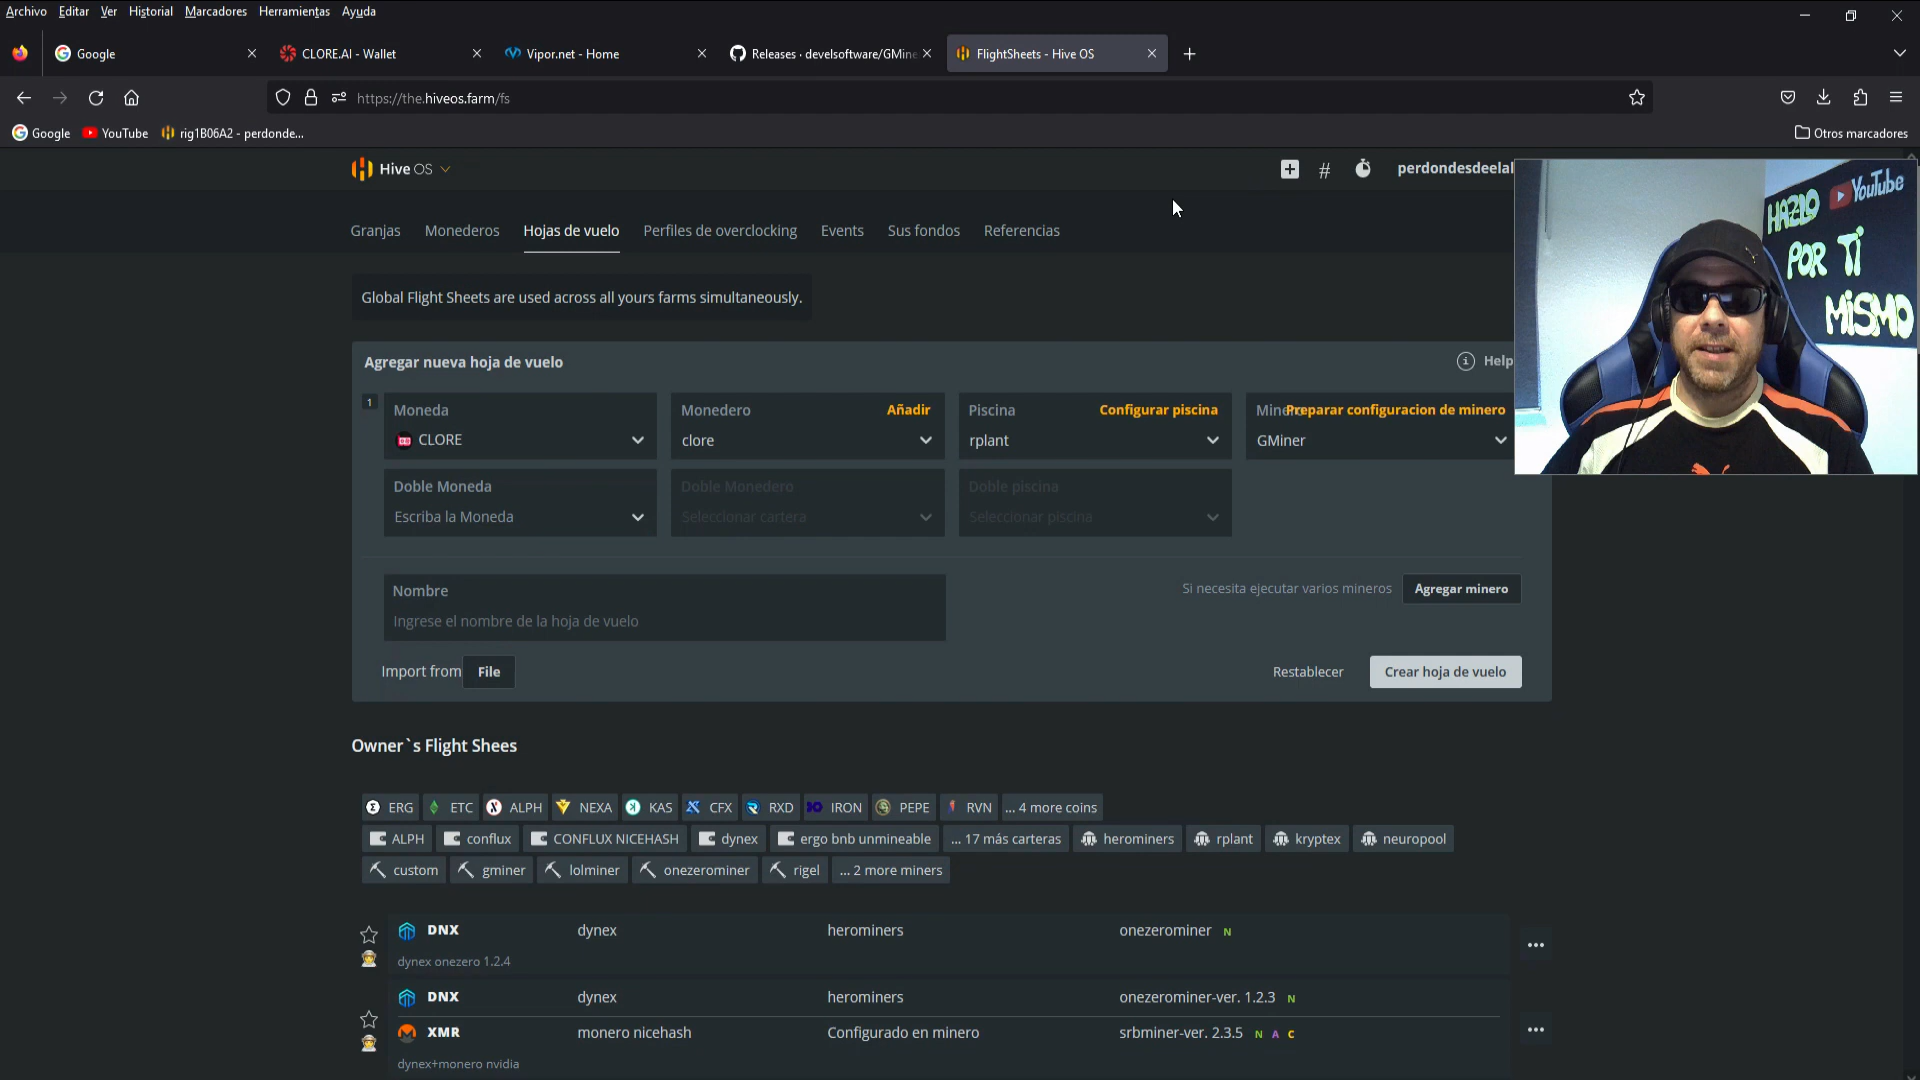 Archivo Editar Ver Historial Marcadores Herramientas Ayuda
Google
CLORE.AI - Wallet
Vipor.net - Home
Releases · develsoftware/GMine
FlightSheets - Hive OS
https://the.hiveos.farm/fs
Google YouTube rig1B06A2 - perdonde...
Otros marcadores
Hive OS
#
perdondesdeelal
Granjas Monederos Hojas de vuelo Perfiles de overclocking Events Sus fondos Referencias
HAZLO
YouTube
POR TI
MiSMO
Global Flight Sheets are used across all yours farms simultaneously.
Agregar nueva hoja de vuelo
Help
1
Moneda
CLORE
Monedero Añadir
clore
Piscina Configurar piscina
rplant
Preparar configuracion de minero
GMiner
Doble Moneda
Escriba la Moneda
Doble Monedero
Seleccionar cartera
Doble piscina
Seleccionar piscina
Nombre
Ingrese el nombre de la hoja de vuelo
Si necesita ejecutar varios mineros Agregar minero
Import from File
Restablecer Crear hoja de vuelo
Owner`s Flight Shees
ERG ETC ALPH NEXA KAS CFX RXD IRON PEPE RVN ... 4 more coins
ALPH conflux CONFLUX NICEHASH dynex ergo bnb unmineable ... 17 más carteras herominers rplant kryptex neuropool
custom gminer lolminer onezerominer rigel ... 2 more miners
DNX dynex herominers onezerominer N
dynex onezero 1.2.4
DNX dynex herominers onezerominer-ver. 1.2.3 N
XMR monero nicehash Configurado en minero srbminer-ver. 2.3.5 N A C
dynex+monero nvidia